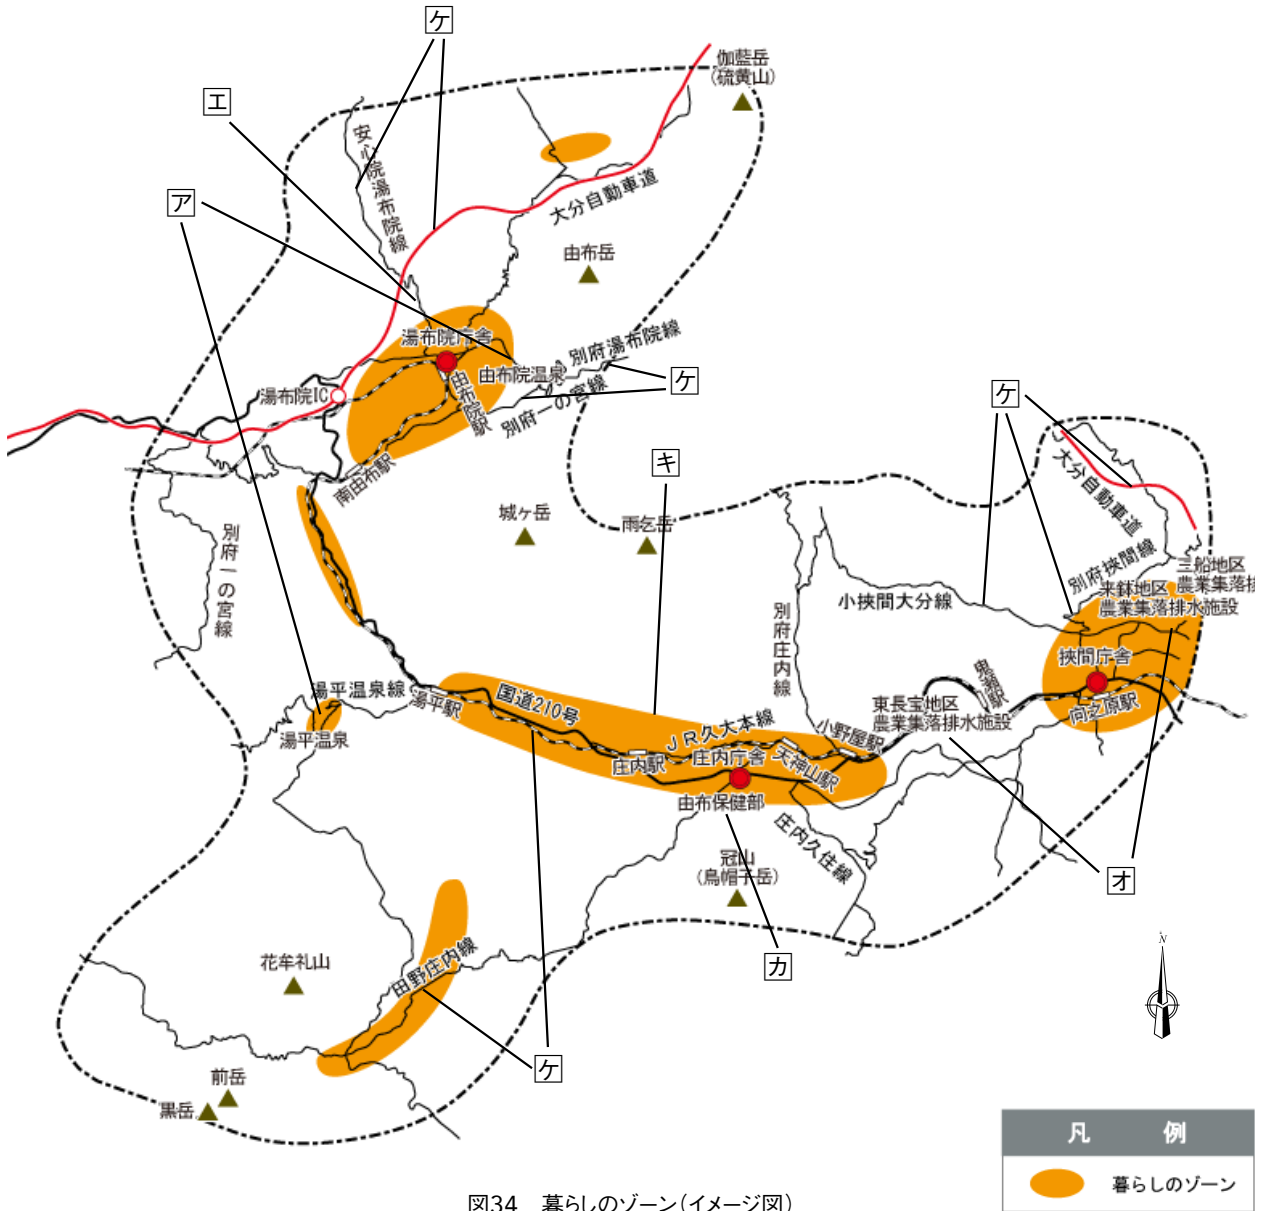 ケ
伽藍岳
（硫黄山）
エ
安心院湯布院線
ア
大分自動車道
由布岳
湯布院庁舎
別府湯布院線
由布院温泉
湯布院IC
由布院駅
別府一の宮線
ケ
ケ
南由布駅
キ
大分自動車道
城ヶ岳
雨乞岳
別府一の宮線
別府挾間線
三船地区
農業集落排
来鉢地区
農業集落排水施設
小挾間大分線
別府庄内線
挾間庁舎
鬼瀬駅
向之原駅
湯平温泉線
湯平駅
国道210号
東長宝地区
農業集落排水施設
湯平温泉
JR久大本線
小野屋駅
庄内駅
庄内庁舎
天神山駅
由布保健部
庄内久住線
冠山
（烏帽子岳）
オ
カ
花牟礼山
田野庄内線
N
ケ
前岳
黒岳
凡 例
暮らしのゾーン
図34 暮らしのゾーン（イメージ図）